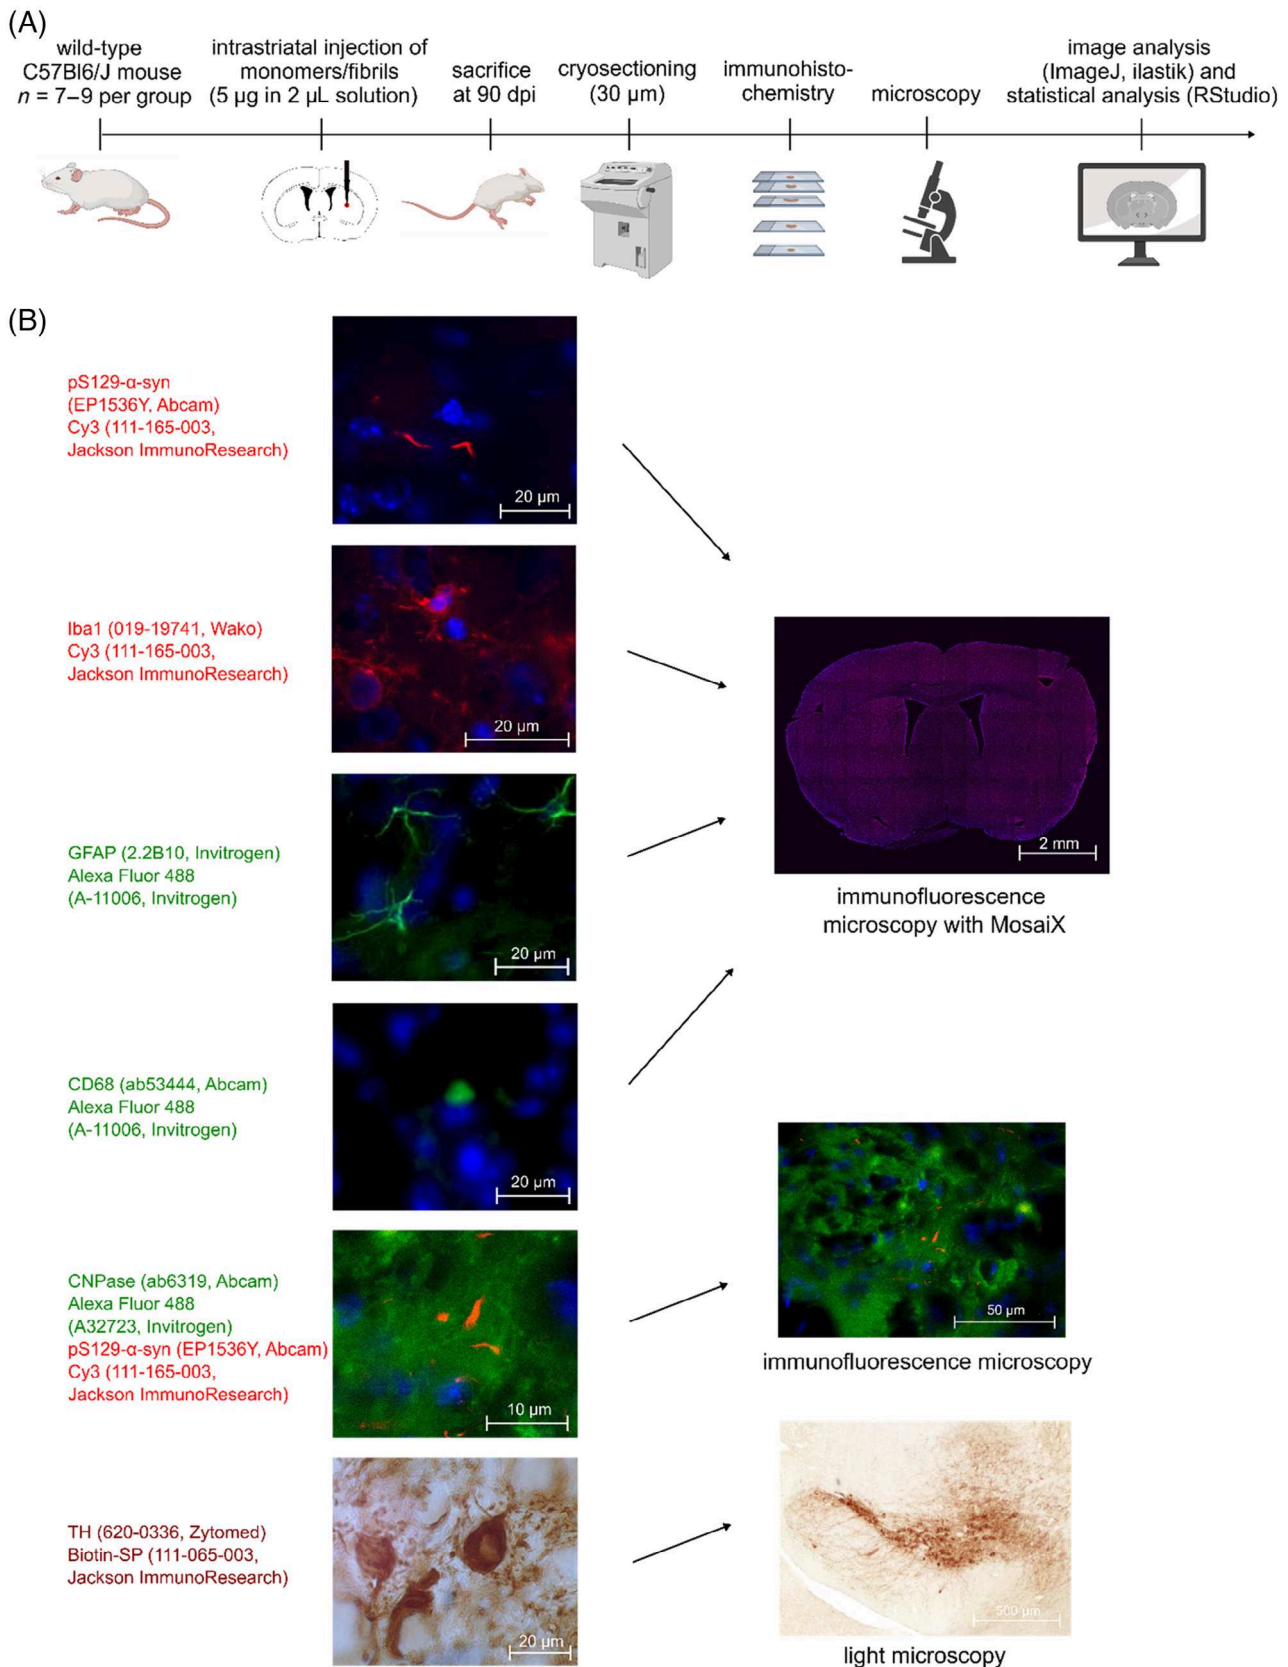 (A)
wild-type
C57Bl6/J mouse
n = 7–9 per group
intrastriatal injection of
monomers/fibrils
(5 µg in 2 µL solution)
sacrifice
at 90 dpi
cryosectioning
(30 µm)
immunohisto-
chemistry
microscopy
image analysis
(ImageJ, ilastik) and
statistical analysis (RStudio)
(B)
pS129-α-syn
(EP1536Y, Abcam)
Cy3 (111-165-003,
Jackson ImmunoResearch)
20 µm
Iba1 (019-19741, Wako)
Cy3 (111-165-003,
Jackson ImmunoResearch)
20 µm
GFAP (2.2B10, Invitrogen)
Alexa Fluor 488
(A-11006, Invitrogen)
20 µm
2 mm
immunofluorescence
microscopy with MosaiX
CD68 (ab53444, Abcam)
Alexa Fluor 488
(A-11006, Invitrogen)
20 µm
CNPase (ab6319, Abcam)
Alexa Fluor 488
(A32723, Invitrogen)
pS129-α-syn (EP1536Y, Abcam)
Cy3 (111-165-003,
Jackson ImmunoResearch)
10 µm
50 µm
immunofluorescence microscopy
TH (620-0336, Zytomed)
Biotin-SP (111-065-003,
Jackson ImmunoResearch)
20 µm
500 µm
light microscopy